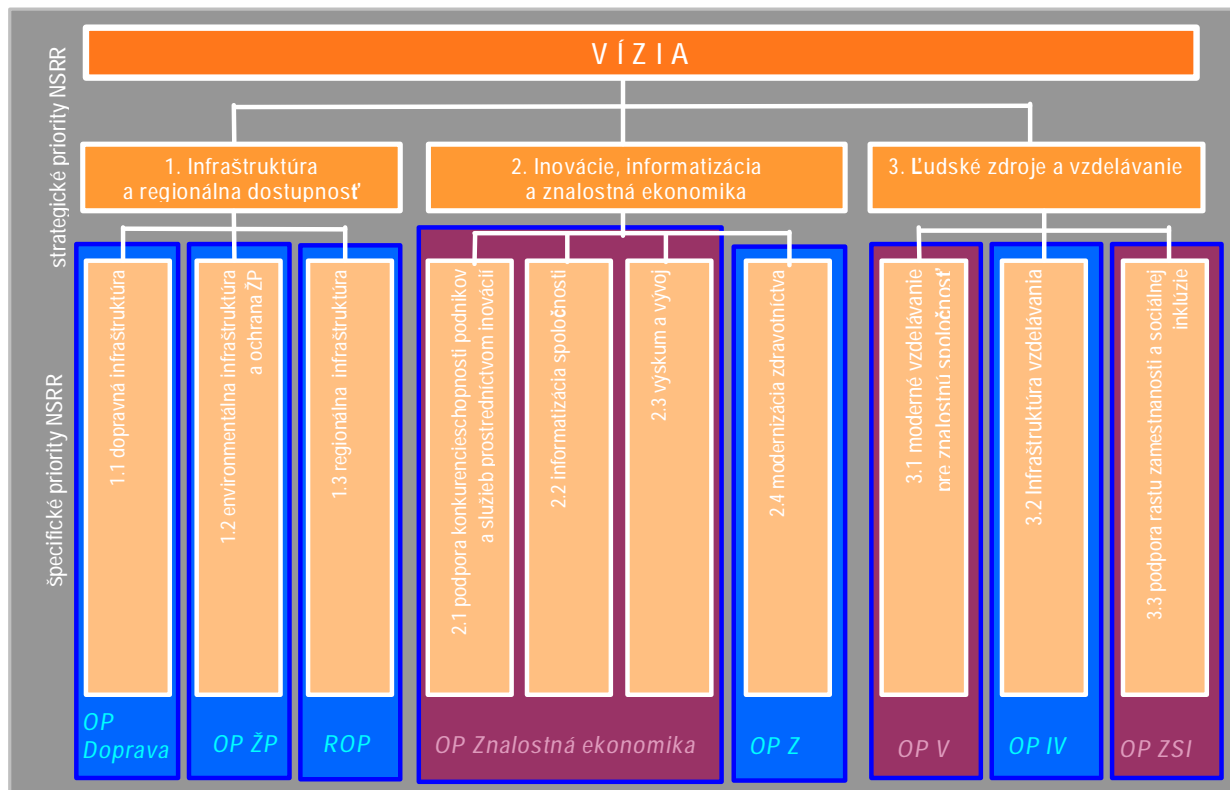 VÍZIA
strategické priority NSRR
1. Infraštruktúra
a regionálna dostupnosť
2. Inovácie, informatizácia
a znalostná ekonomika
3. Ľudské zdroje a vzdelávanie
špecifické priority NSRR
1.1 dopravná infraštruktúra
1.2 environmentálna infraštruktúra
a ochrana ŽP
1.3 regionálna infraštruktúra
2.1 podpora konkurencieschopnosti podnikov
a služieb prostredníctvom inovácií
2.2 informatizácia spoločnosti
2.3 výskum a vývoj
2.4 modernizácia zdravotníctva
3.1 moderné vzdelávanie
pre znalostnú spoločnosť
3.2 Infraštruktura vzdelávania
3.3 podpora rastu zamestnanosti a sociálnej
inklúzie
OP
Doprava
OP ŽP
ROP
OP Znalostná ekonomika
OP Z
OP V
OP IV
OP ZSI